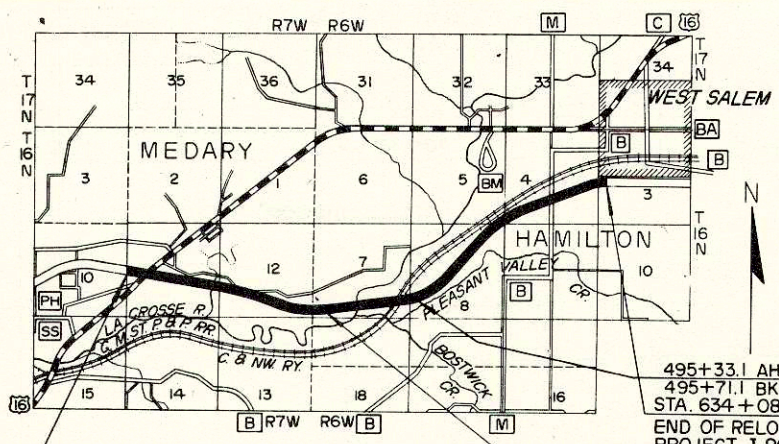 R7W R6W M C 16
34 35 36 31 32 33 34
T 17 N
T 17 N
WEST SALEM
T 16 N
MEDARY
BA
B
B
3 2 1 6 5 4 3
BM
N
HAMILTON
T 16 N
10 12 7 10
PLEASANT VALLEY CR.
8
B
PH
LA CROSSE R.
C. M. ST. P. & P. RR.
SS
C. & NW. RY.
BOSTWICK CR.
15 14 13 18 16
16 B R7W R6W B M
495+33.1 AH
495+71.1 BK
STA. 634+08
END OF RELO